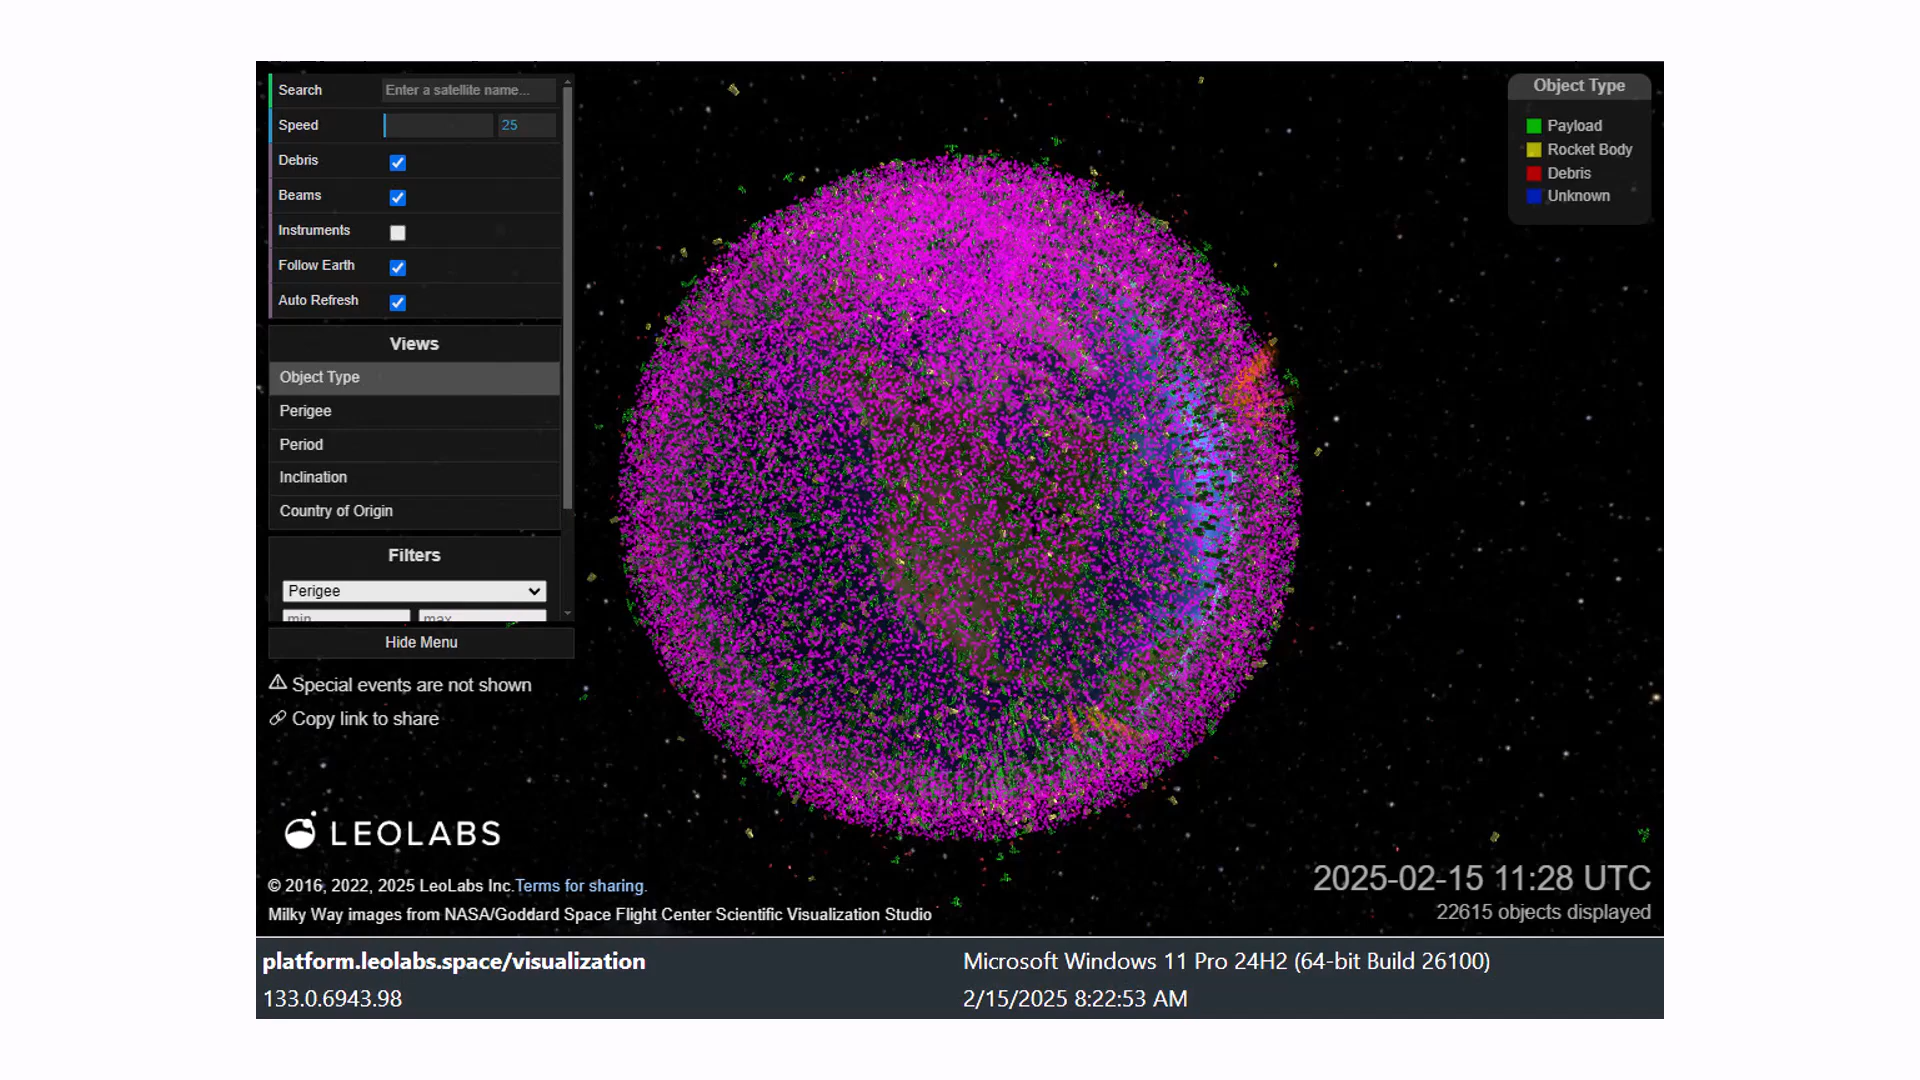 Search
Enter a satellite name...
Speed
25
Debris
Beams
Instruments
Follow Earth
Auto Refresh
Views
Object Type
Perigee
Period
Inclination
Country of Origin
Filters
Perigee
min max
Hide Menu
Special events are not shown
Copy link to share
LEOLABS
© 2016, 2022, 2025 LeoLabs Inc.Terms for sharing.
Milky Way images from NASA/Goddard Space Flight Center Scientific Visualization Studio
Object Type
Payload
Rocket Body
Debris
Unknown
2025-02-15 11:28 UTC
22615 objects displayed
platform.leolabs.space/visualization
133.0.6943.98
Microsoft Windows 11 Pro 24H2 (64-bit Build 26100)
2/15/2025 8:22:53 AM